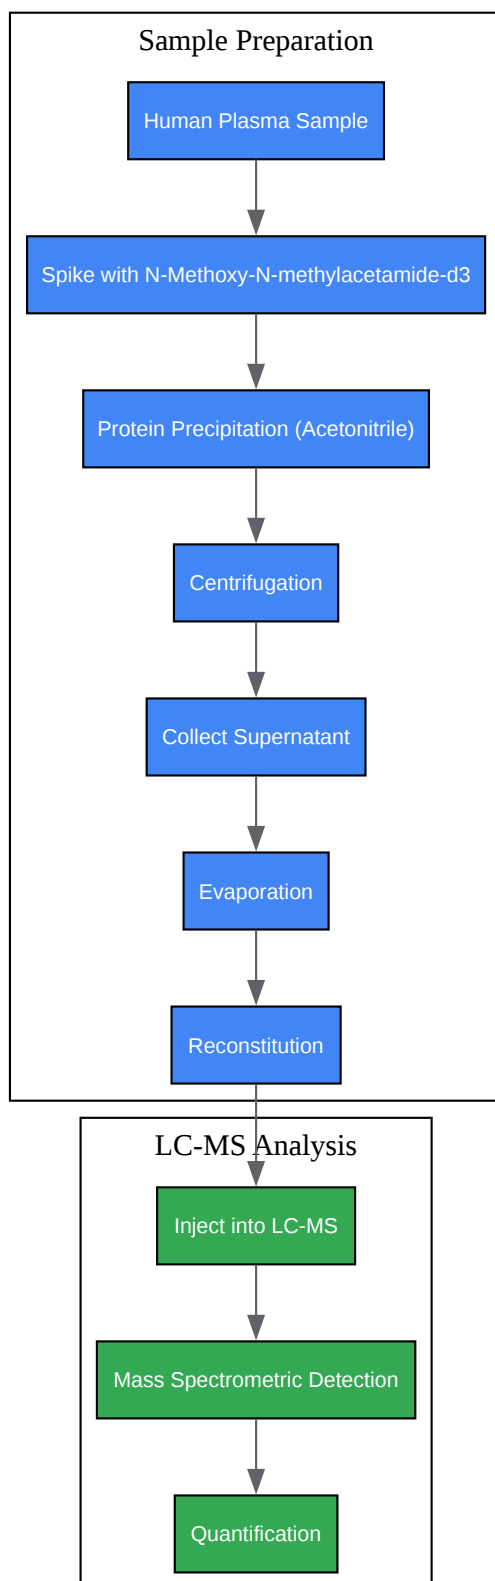 Sample Preparation
Human Plasma Sample
Spike with N-Methoxy-N-methylacetamide-d3
Protein Precipitation (Acetonitrile)
Centrifugation
Collect Supernatant
Evaporation
Reconstitution
LC-MS Analysis
Inject into LC-MS
Mass Spectrometric Detection
Quantification